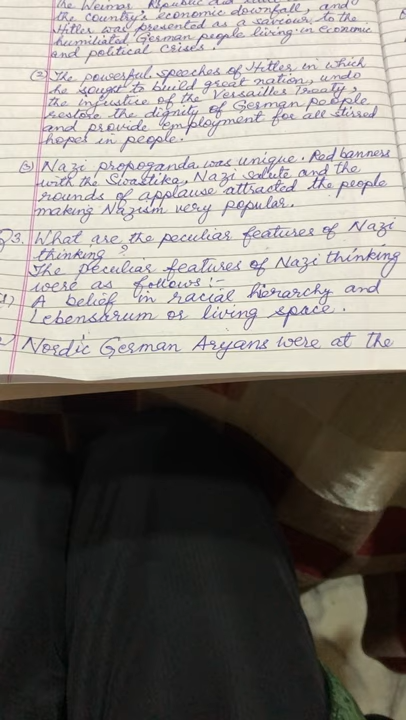 the Weimar Republic and
the country's economic downfall, and
Hitler was presented as a saviour to the
humiliated German people living in economic
and political crises.
(2) The powerful speeches of Hitler in which
he sought to build great nation, undo
the injustice of the Versailles Treaty,
restore the dignity of German people
and provide employment for all stirred
hopes in people.
(3) Nazi propoganda was unique. Red banners
with the Swastika, Nazi salute and the
rounds of applause attracted the people
making Nazism very popular.
Q3. What are the peculiar features of Nazi
thinking?
The peculiar features of Nazi thinking
were as follows:-
1) A belief in racial hierarchy and
Lebensarum or living space.
Nordic German Aryans were at the